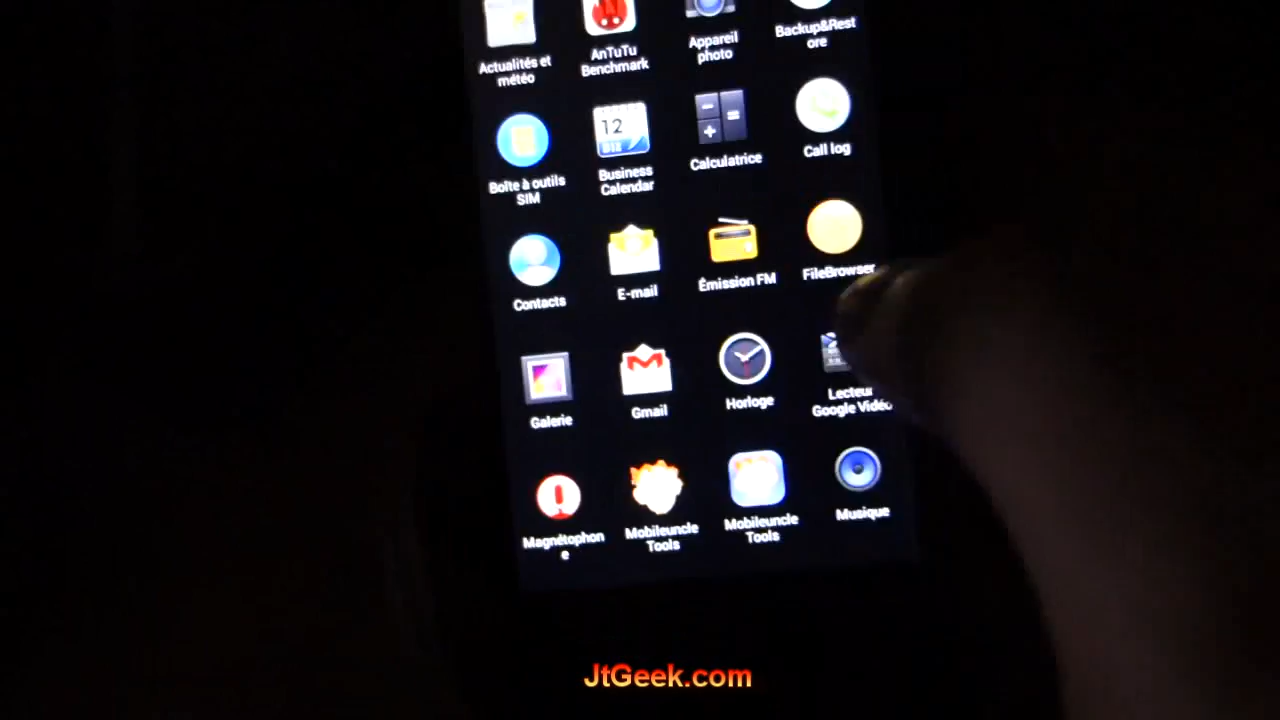 Actualités et
météo
AnTuTu
Benchmark
Appareil
photo
Backup&Rest
ore
Boîte à outils
SIM
12
BIZ
Business
Calendar
Calculatrice
Call log
Contacts
E-mail
Émission FM
FileBrowser
Galerie
Gmail
Horloge
Lecteur
Google Vidéo
Magnétophon
e
Mobileuncle
Tools
Mobileuncle
Tools
Musique
JtGeek.com